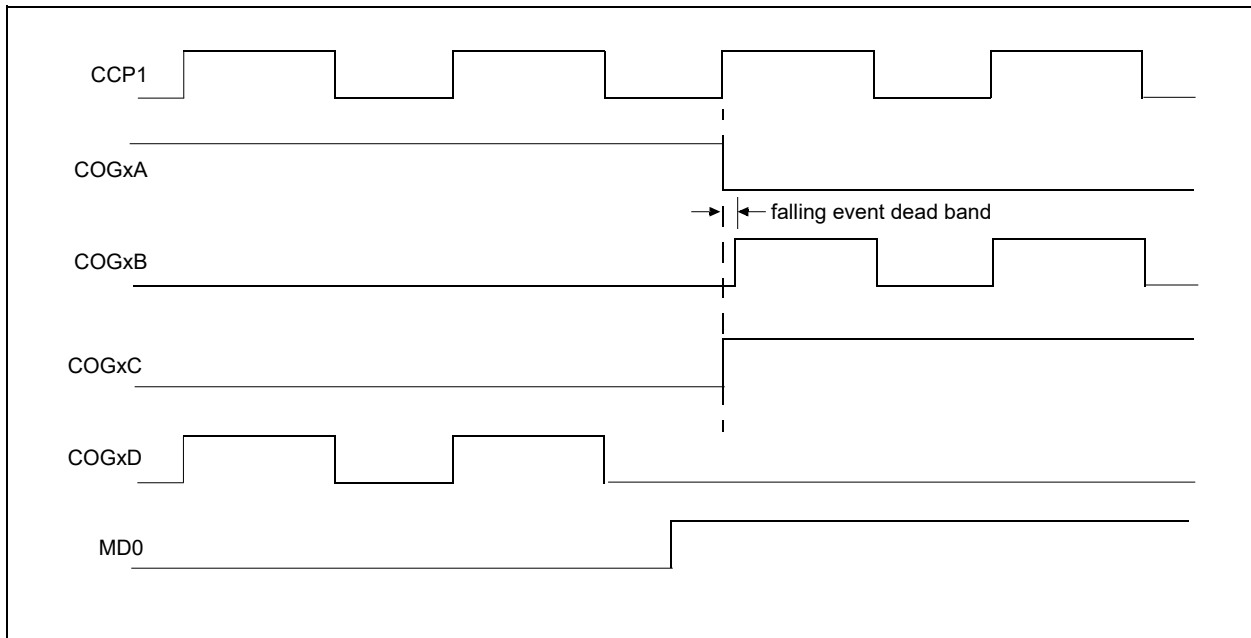 CCP1
COGxA
falling event dead band
COGxB
COGxC
COGxD
MD0